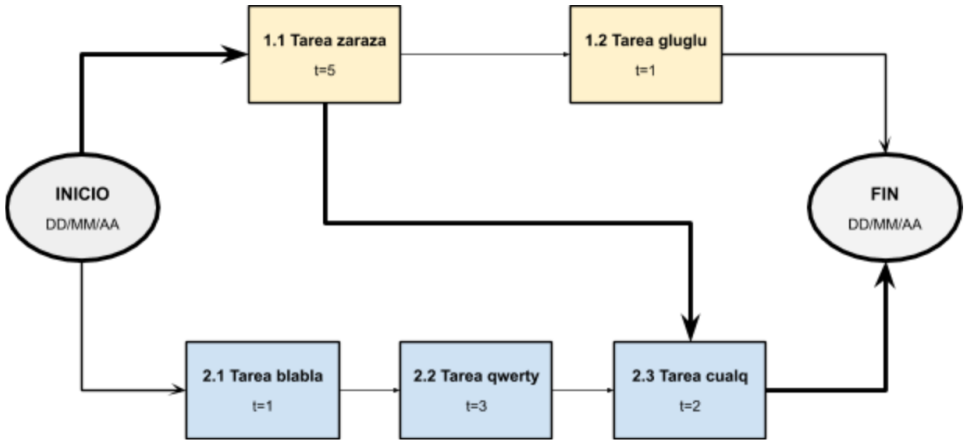 1.1 Tarea zaraza
t=5
1.2 Tarea gluglu
t=1
INICIO
DD/MM/AA
FIN
DD/MM/AA
2.1 Tarea blabla
t=1
2.2 Tarea qwerty
t=3
2.3 Tarea cualq
t=2